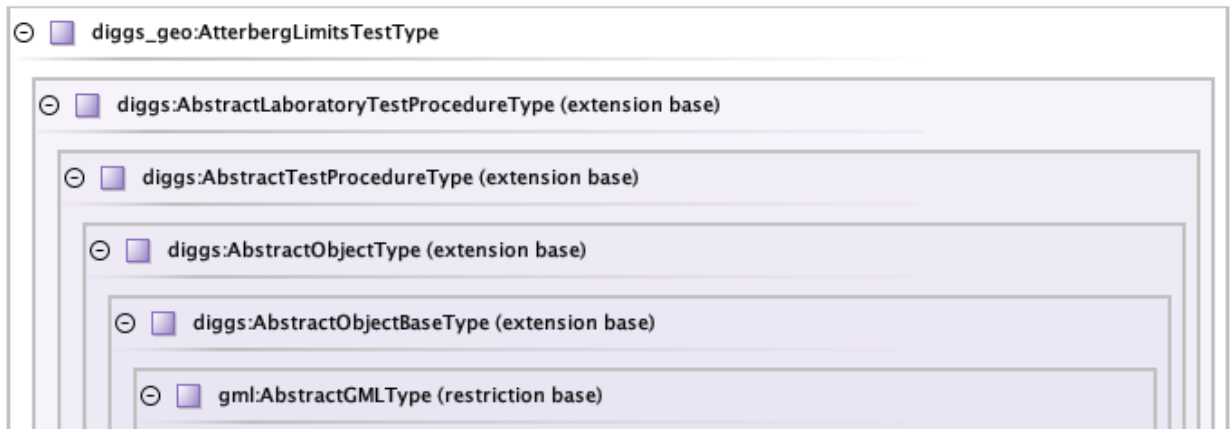 diggs_geo:AtterbergLimitsTestType
diggs:AbstractLaboratoryTestProcedureType (extension base)
diggs:AbstractTestProcedureType (extension base)
diggs:AbstractObjectType (extension base)
diggs:AbstractObjectBaseType (extension base)
gml:AbstractGMLType (restriction base)